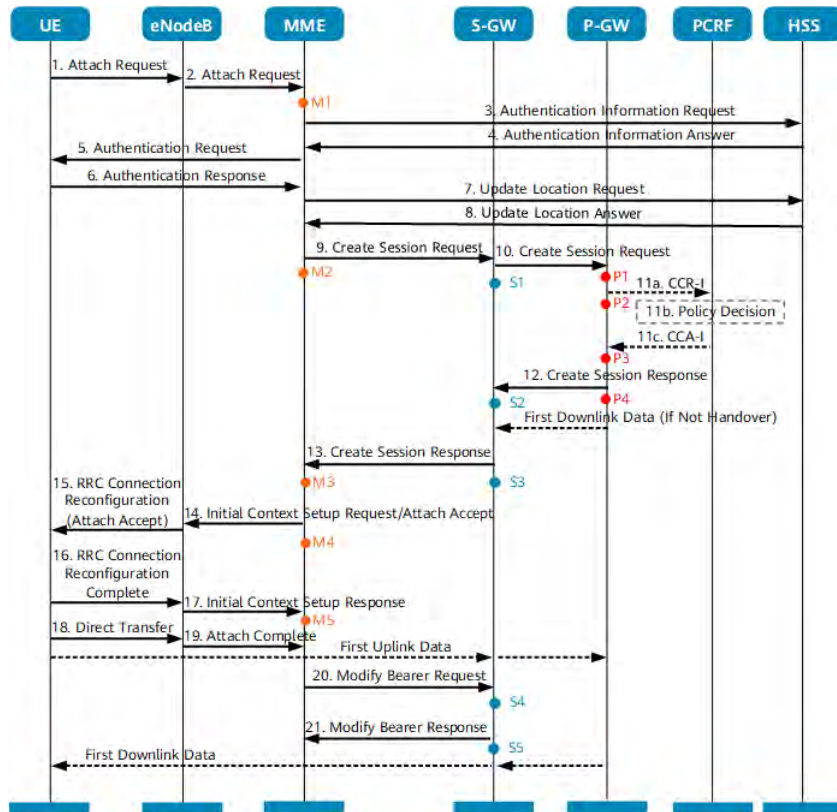 UE eNodeB MME S-GW P-GW PCRF HSS
1. Attach Request
2. Attach Request
M1
3. Authentication Information Request
4. Authentication Information Answer
5. Authentication Request
6. Authentication Response
7. Update Location Request
8. Update Location Answer
9. Create Session Request
10. Create Session Request
M2
S1
P1
11a. CCR-I
P2
11b. Policy Decision
11c. CCA-I
P3
12. Create Session Response
S2
P4
First Downlink Data (If Not Handover)
13. Create Session Response
M3
S3
15. RRC Connection
Reconfiguration
(Attach Accept)
14. Initial Context Setup Request/Attach Accept
M4
16. RRC Connection
Reconfiguration
Complete
17. Initial Context Setup Response
M5
18. Direct Transfer
19. Attach Complete
First Uplink Data
20. Modify Bearer Request
S4
21. Modify Bearer Response
S5
First Downlink Data